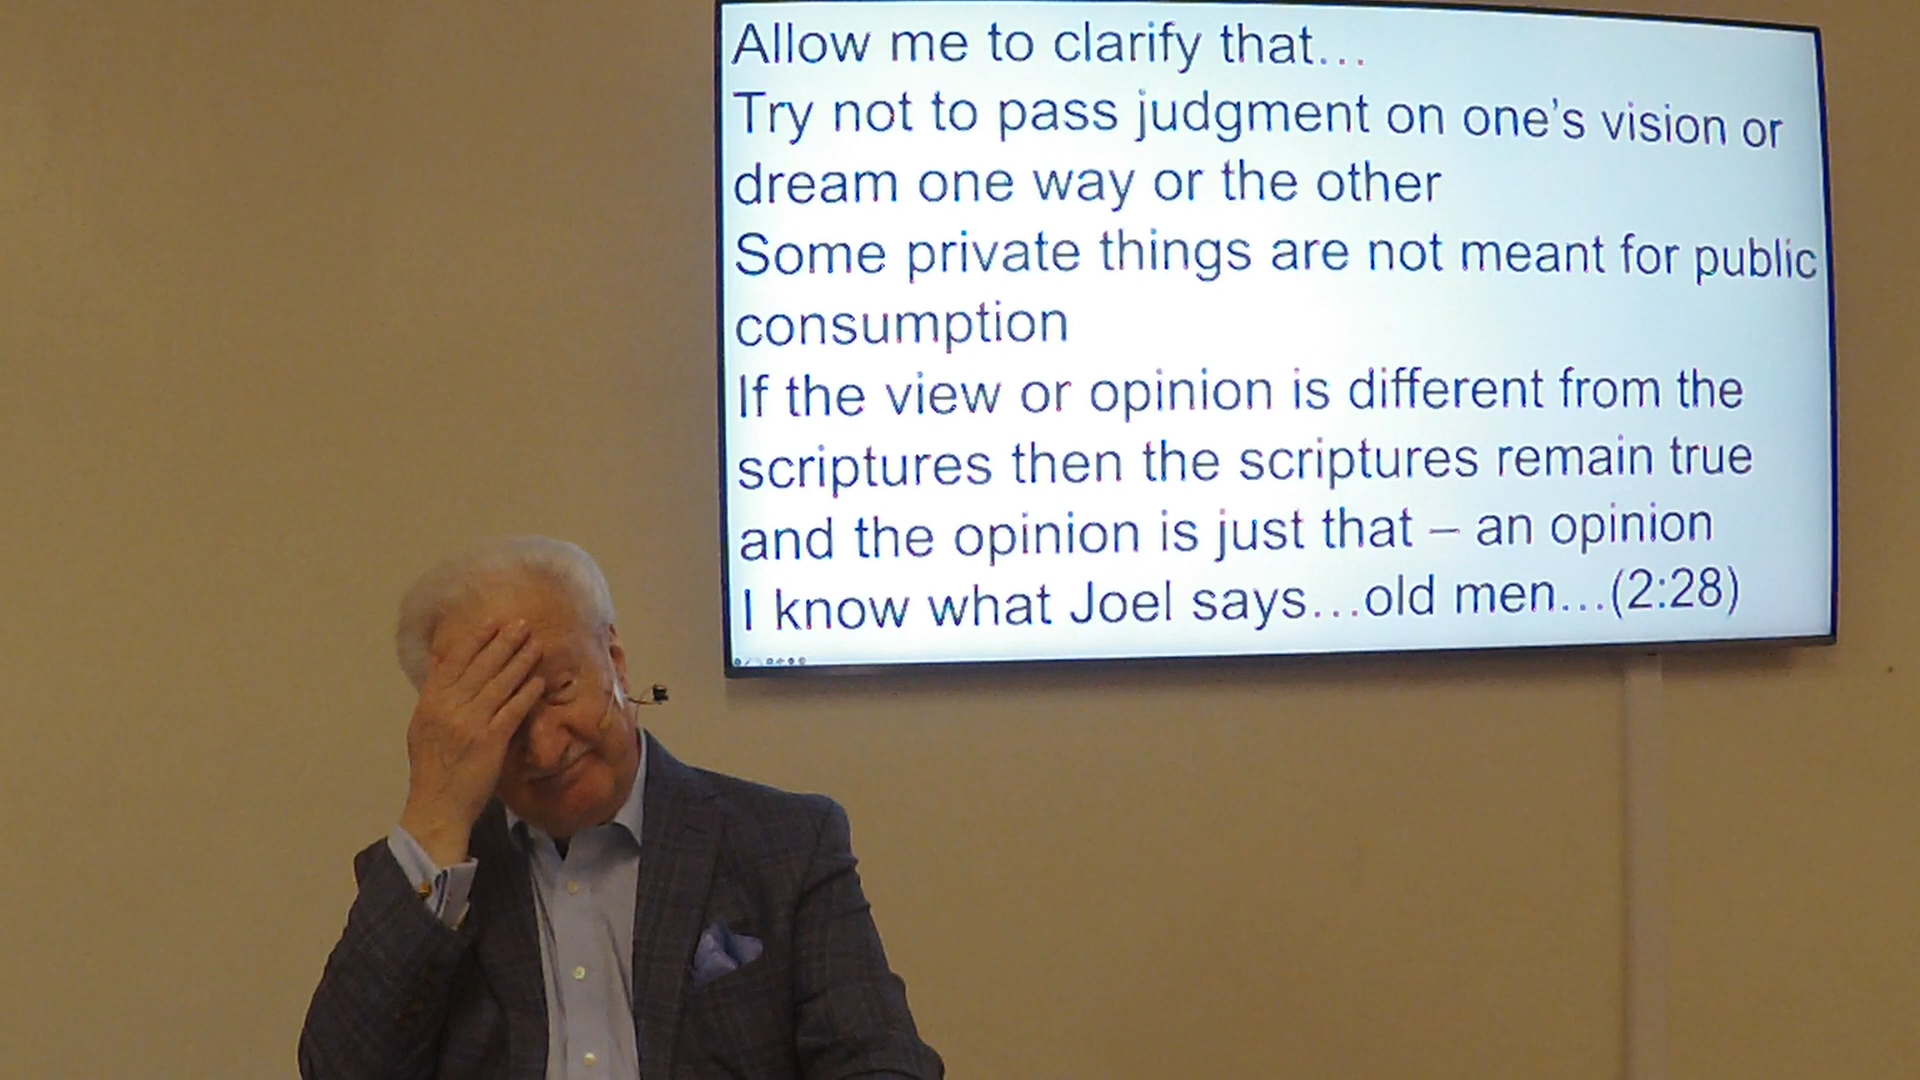 Allow me to clarify that...
Try not to pass judgment on one's vision or
dream one way or the other
Some private things are not meant for public
consumption
If the view or opinion is different from the
scriptures then the scriptures remain true
and the opinion is just that – an opinion
I know what Joel says...old men...(2:28)